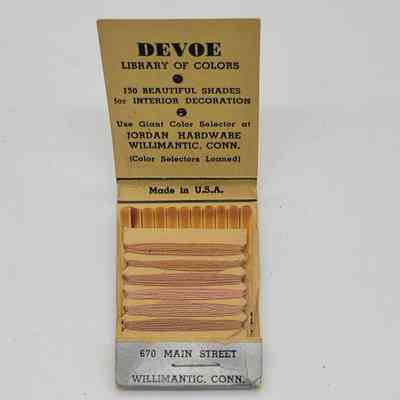 DEVOE
LIBRARY OF COLORS
150 BEAUTIFUL SHADES
for INTERIOR DECORATION
Use Giant Color Selector at
JORDAN HARDWARE
WILLIMANTIC, CONN.
(Color Selectors Loaned)
Made in U.S.A.
670 MAIN STREET
WILLIMANTIC, CONN.